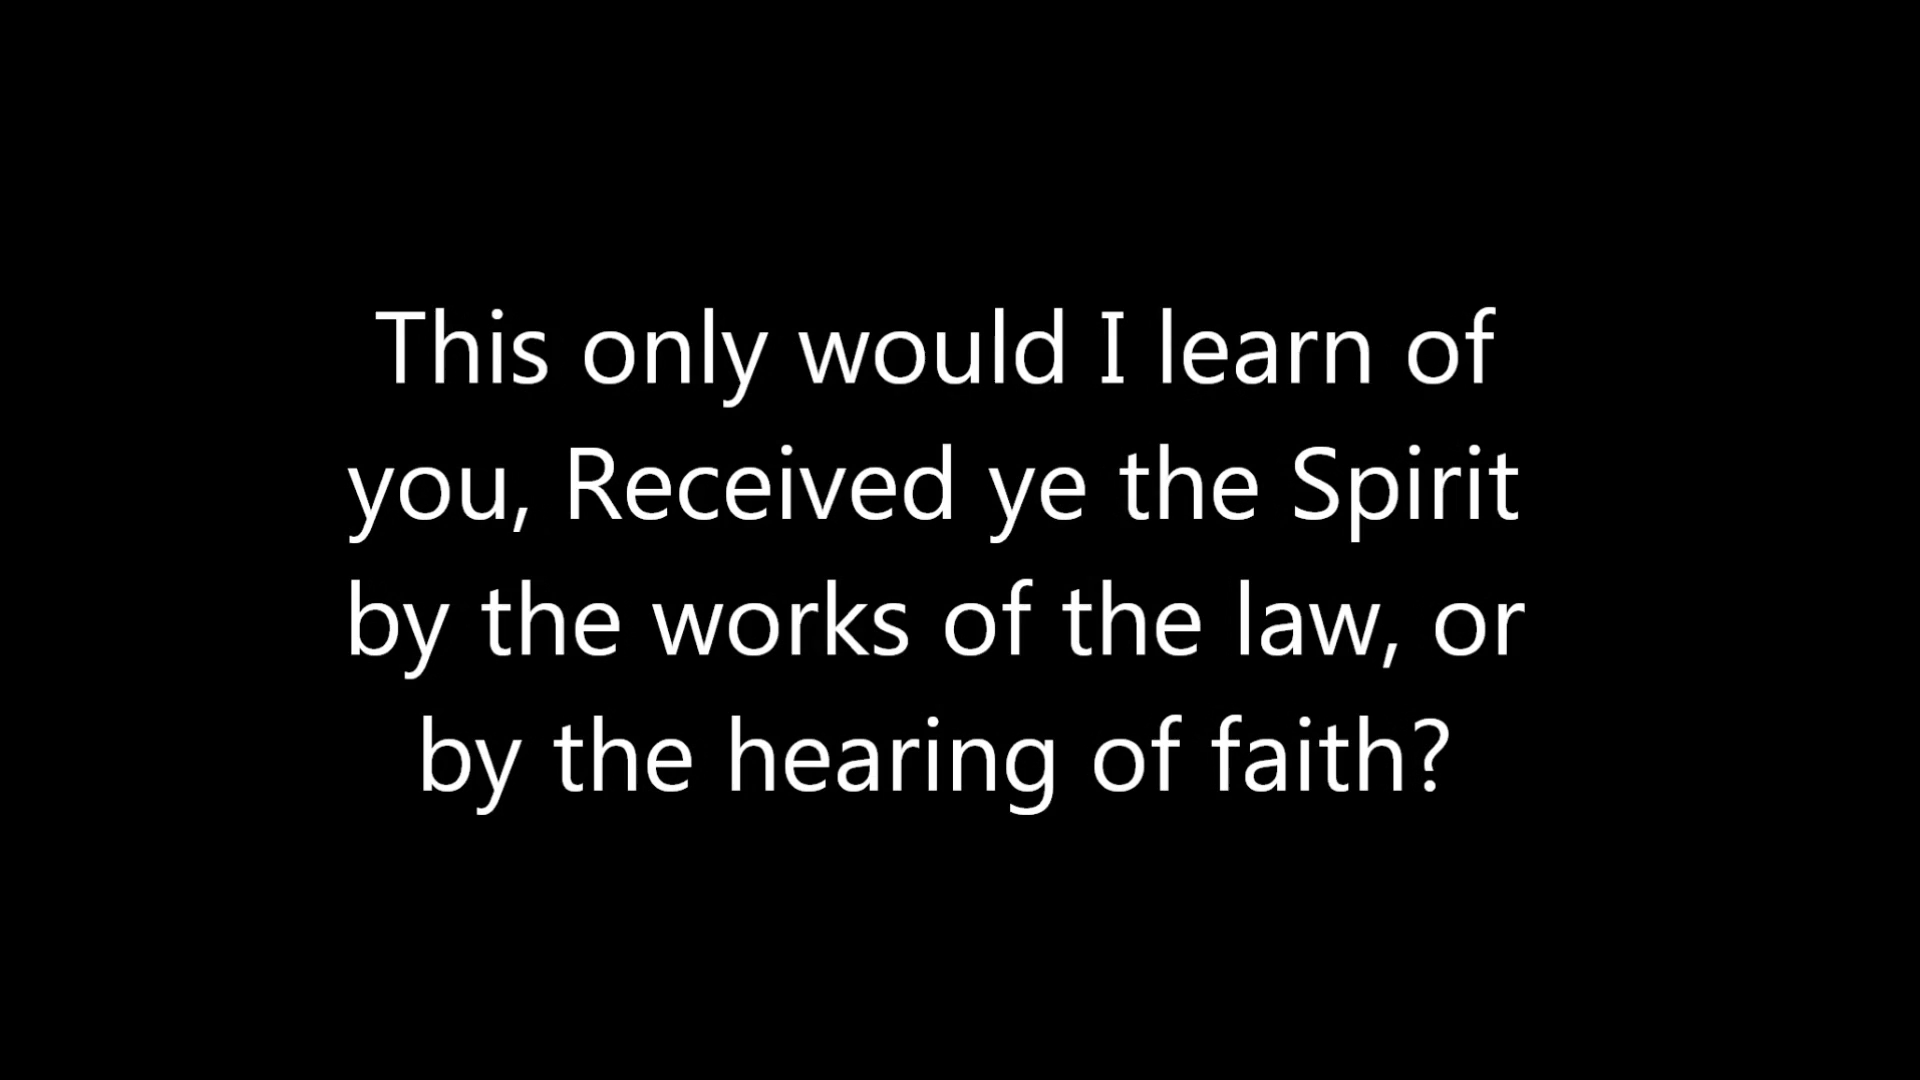 This only would I learn of
you, Received ye the Spirit
by the works of the law, or
by the hearing of faith?